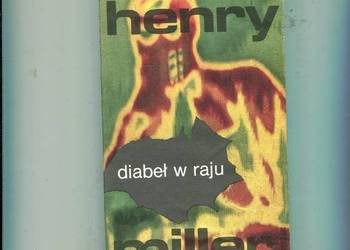 henry
diabeł w raju
miller